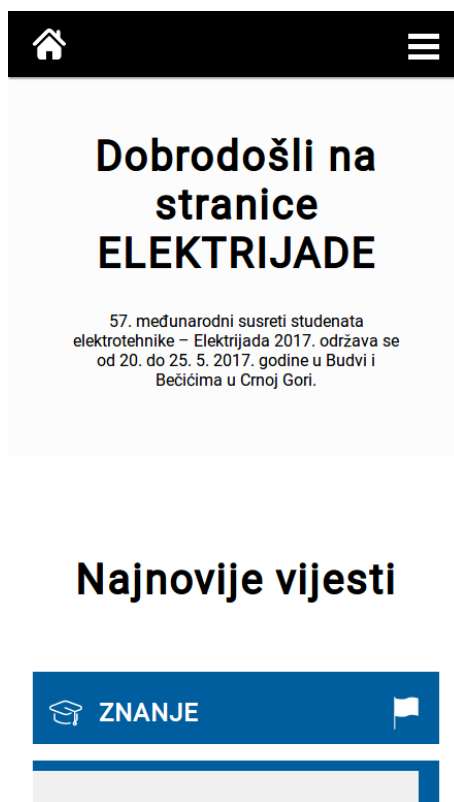 Dobrodošli na
stranice
ELEKTRIJADE
57. međunarodni susreti studenata
elektrotehnike – Elektrijada 2017. održava se
od 20. do 25. 5. 2017. godine u Budvi i
Bečićima u Crnoj Gori.
Najnovije vijesti
ZNANJE